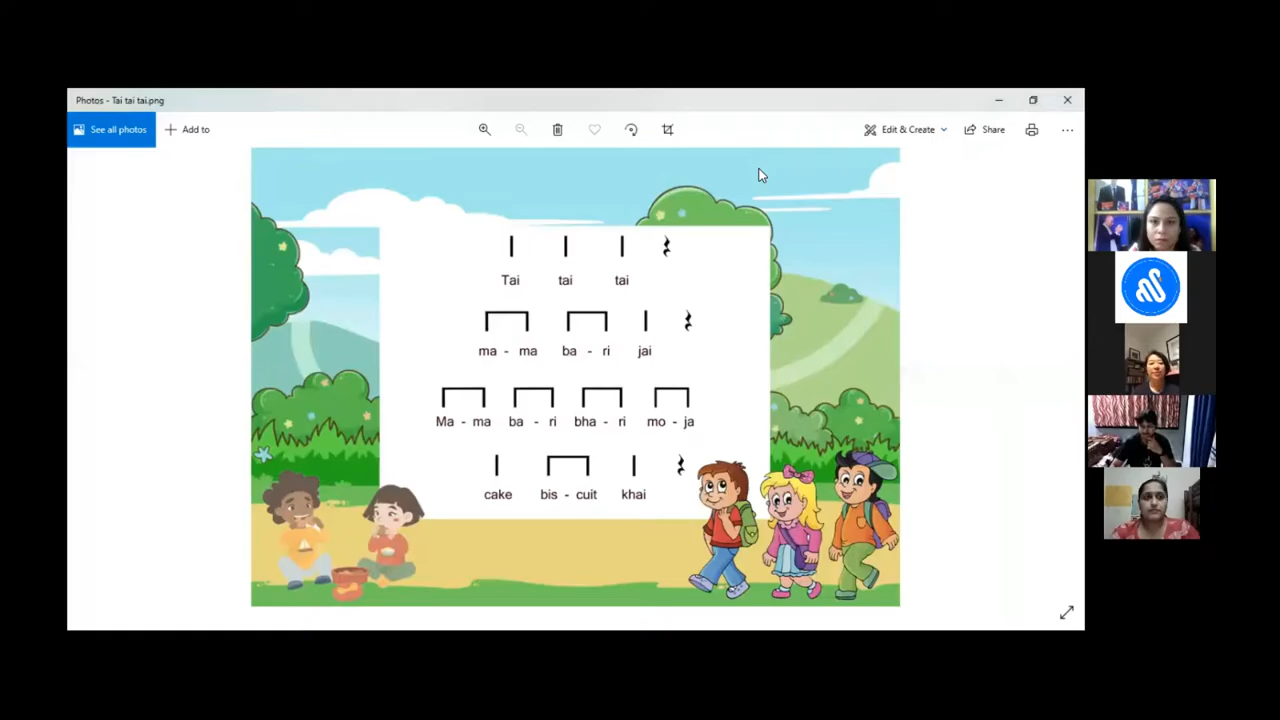 Photos - Tai tai tai.png
See all photos
Add to
Edit & Create
Share
Tai tai tai
ma - ma ba - ri jai
Ma - ma ba - ri bha - ri mo - ja
cake bis - cuit khai